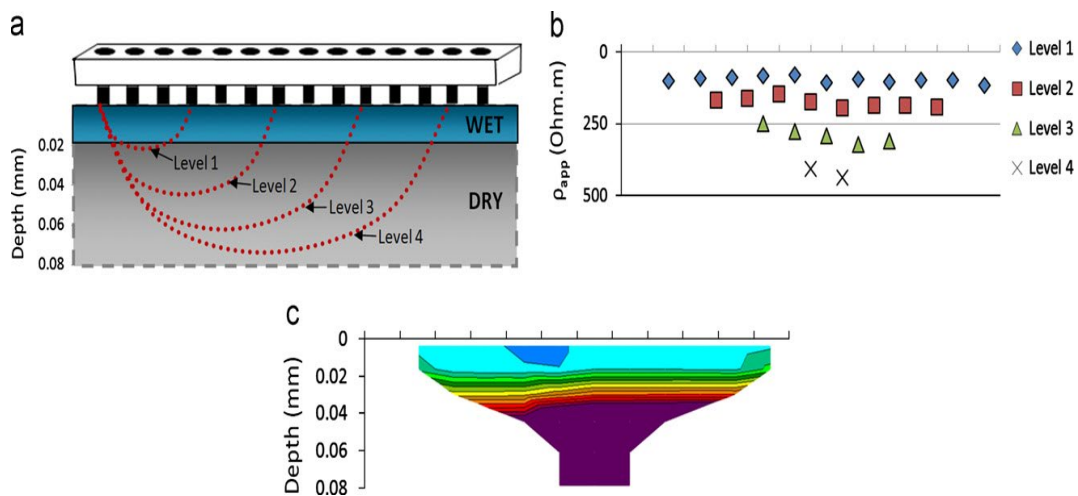 a
WET
DRY
Level 1
Level 2
Level 3
Level 4
Depth (mm)
0.02
0.04
0.06
0.08
b
ρapp (Ohm.m)
0
250
500
Level 1
Level 2
Level 3
Level 4
c
Depth (mm)
0
0.02
0.04
0.06
0.08